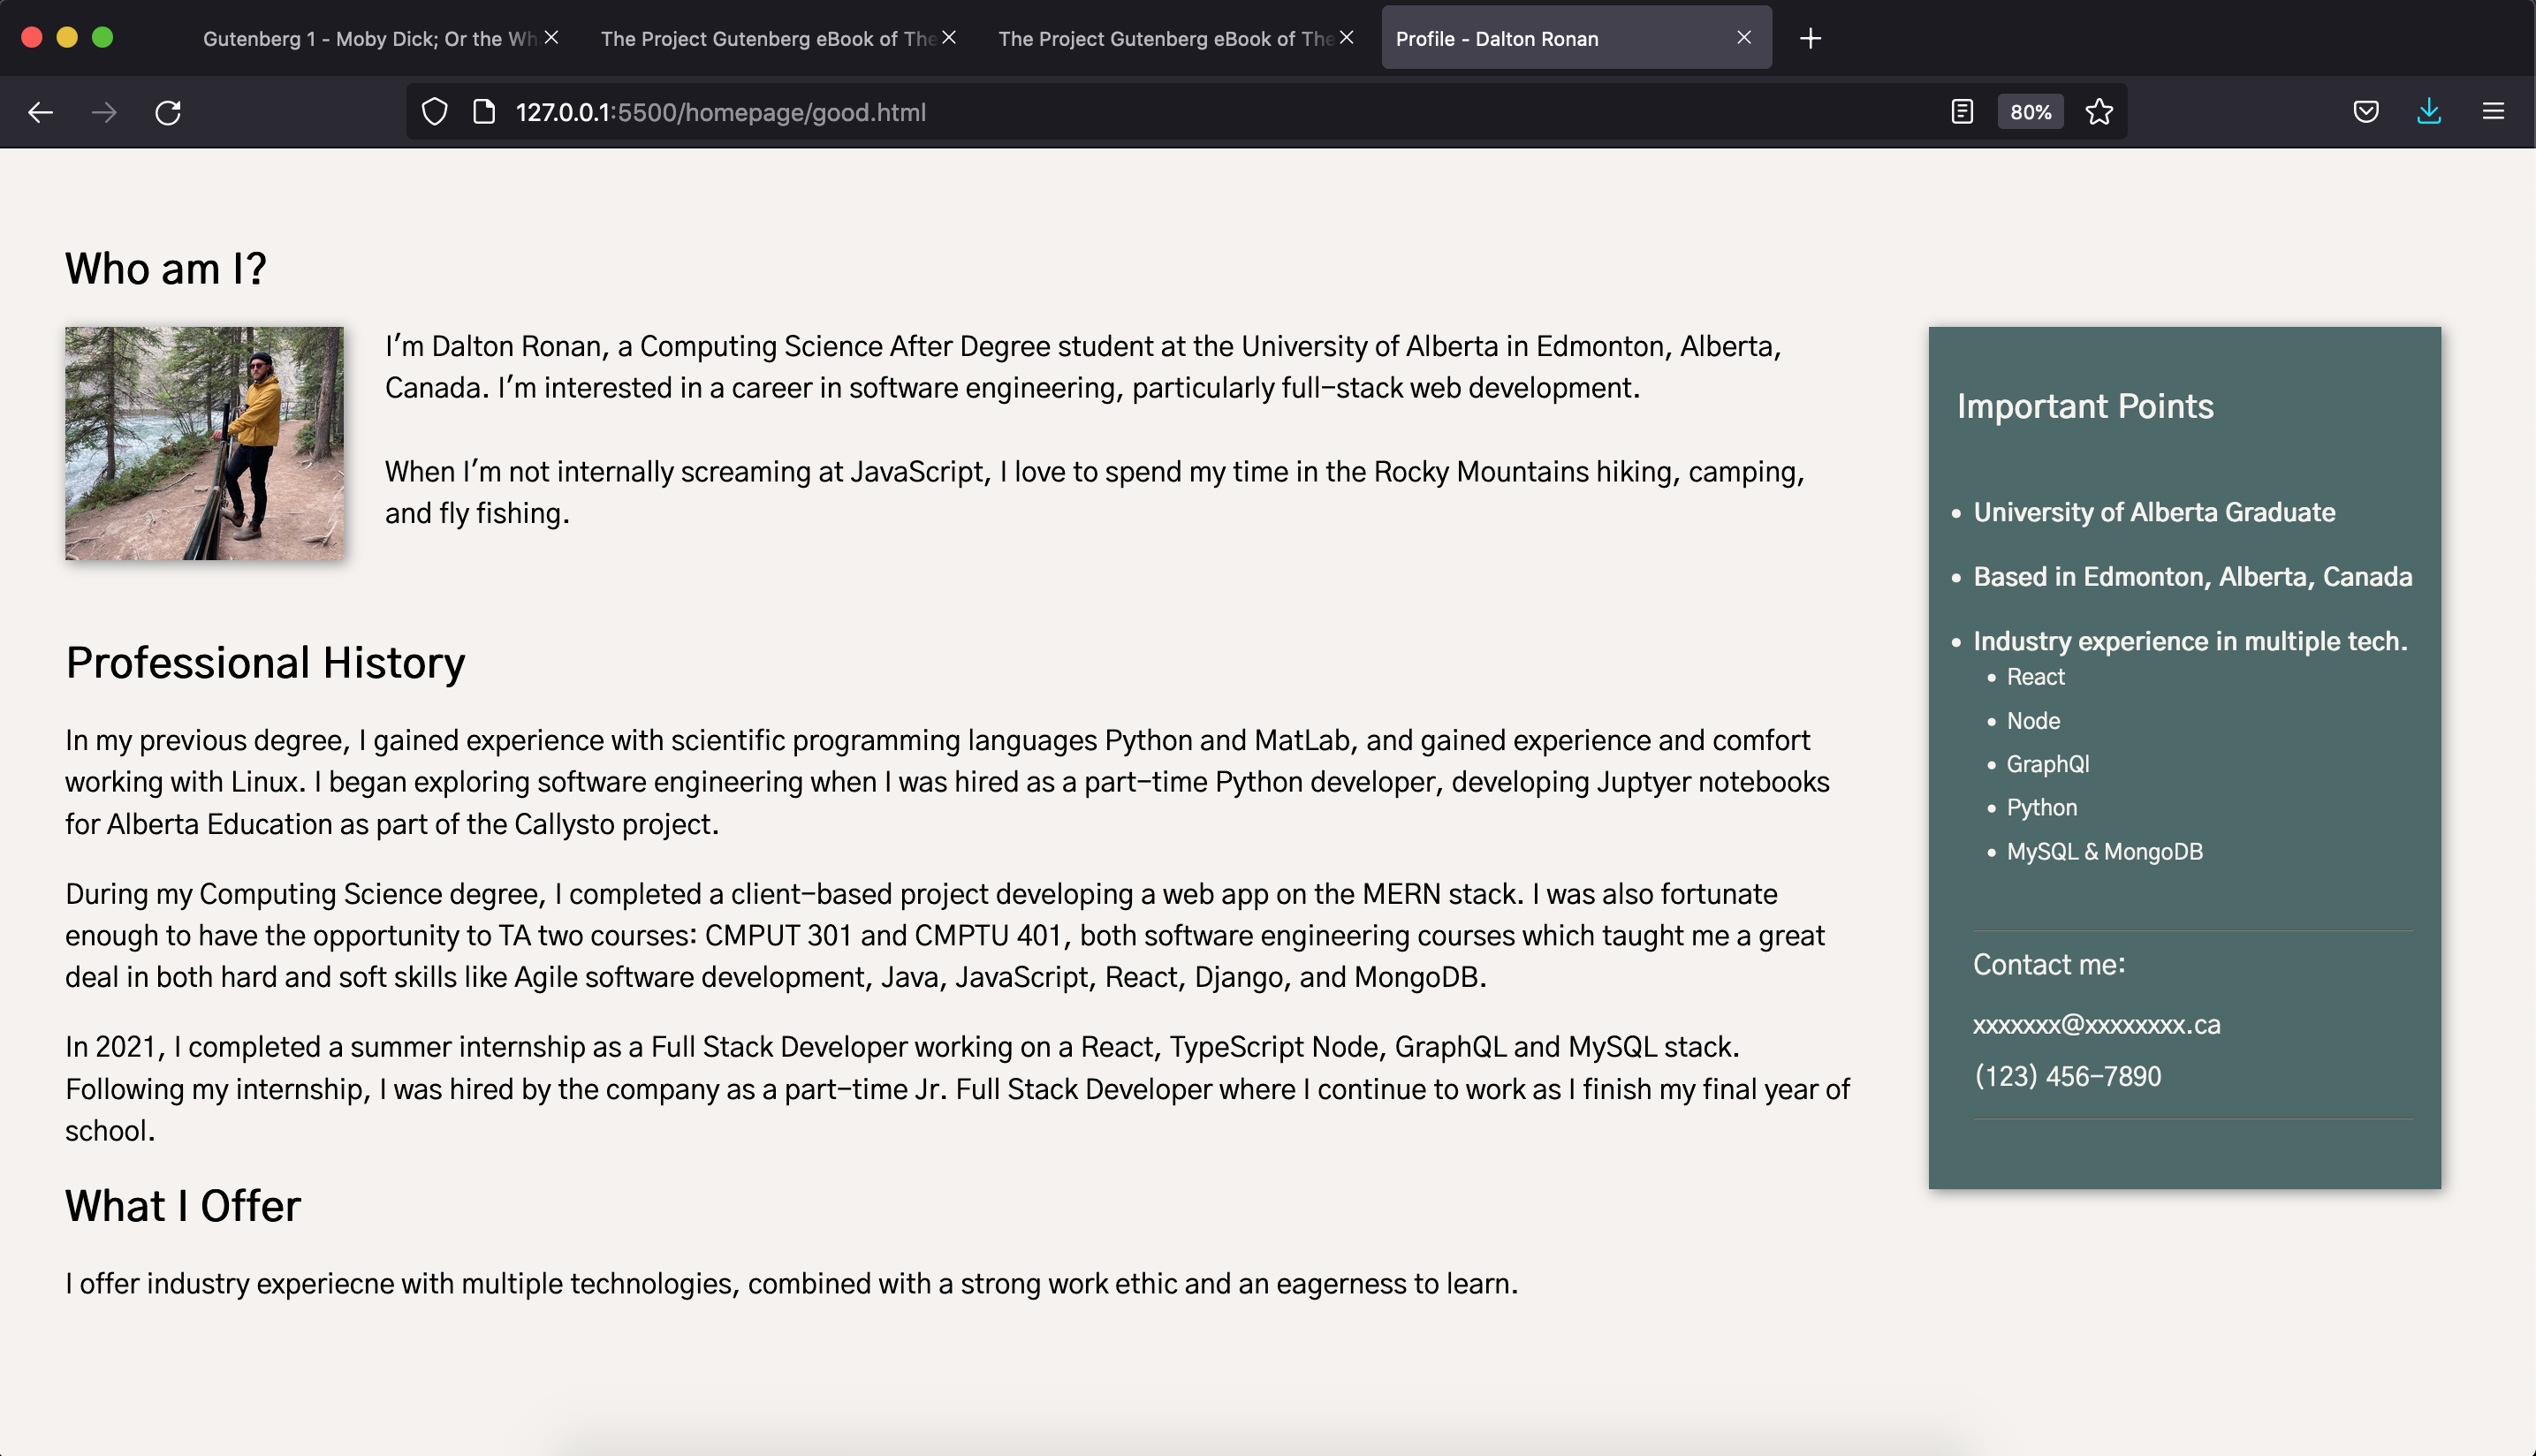 Gutenberg 1 - Moby Dick; Or the Wh
The Project Gutenberg eBook of The
The Project Gutenberg eBook of The
Profile - Dalton Ronan
127.0.0.1:5500/homepage/good.html
80%
Who am I?
I'm Dalton Ronan, a Computing Science After Degree student at the University of Alberta in Edmonton, Alberta,
Canada. I'm interested in a career in software engineering, particularly full-stack web development.
When I'm not internally screaming at JavaScript, I love to spend my time in the Rocky Mountains hiking, camping,
and fly fishing.
Professional History
In my previous degree, I gained experience with scientific programming languages Python and MatLab, and gained experience and comfort
working with Linux. I began exploring software engineering when I was hired as a part-time Python developer, developing Juptyer notebooks
for Alberta Education as part of the Callysto project.
During my Computing Science degree, I completed a client-based project developing a web app on the MERN stack. I was also fortunate
enough to have the opportunity to TA two courses: CMPUT 301 and CMPTU 401, both software engineering courses which taught me a great
deal in both hard and soft skills like Agile software development, Java, JavaScript, React, Django, and MongoDB.
In 2021, I completed a summer internship as a Full Stack Developer working on a React, TypeScript Node, GraphQL and MySQL stack.
Following my internship, I was hired by the company as a part-time Jr. Full Stack Developer where I continue to work as I finish my final year of
school.
What I Offer
I offer industry experiecne with multiple technologies, combined with a strong work ethic and an eagerness to learn.
Important Points
• University of Alberta Graduate
• Based in Edmonton, Alberta, Canada
• Industry experience in multiple tech.
• React
• Node
• GraphQl
• Python
• MySQL & MongoDB
Contact me:
xxxxxxx@xxxxxxxx.ca
(123) 456-7890